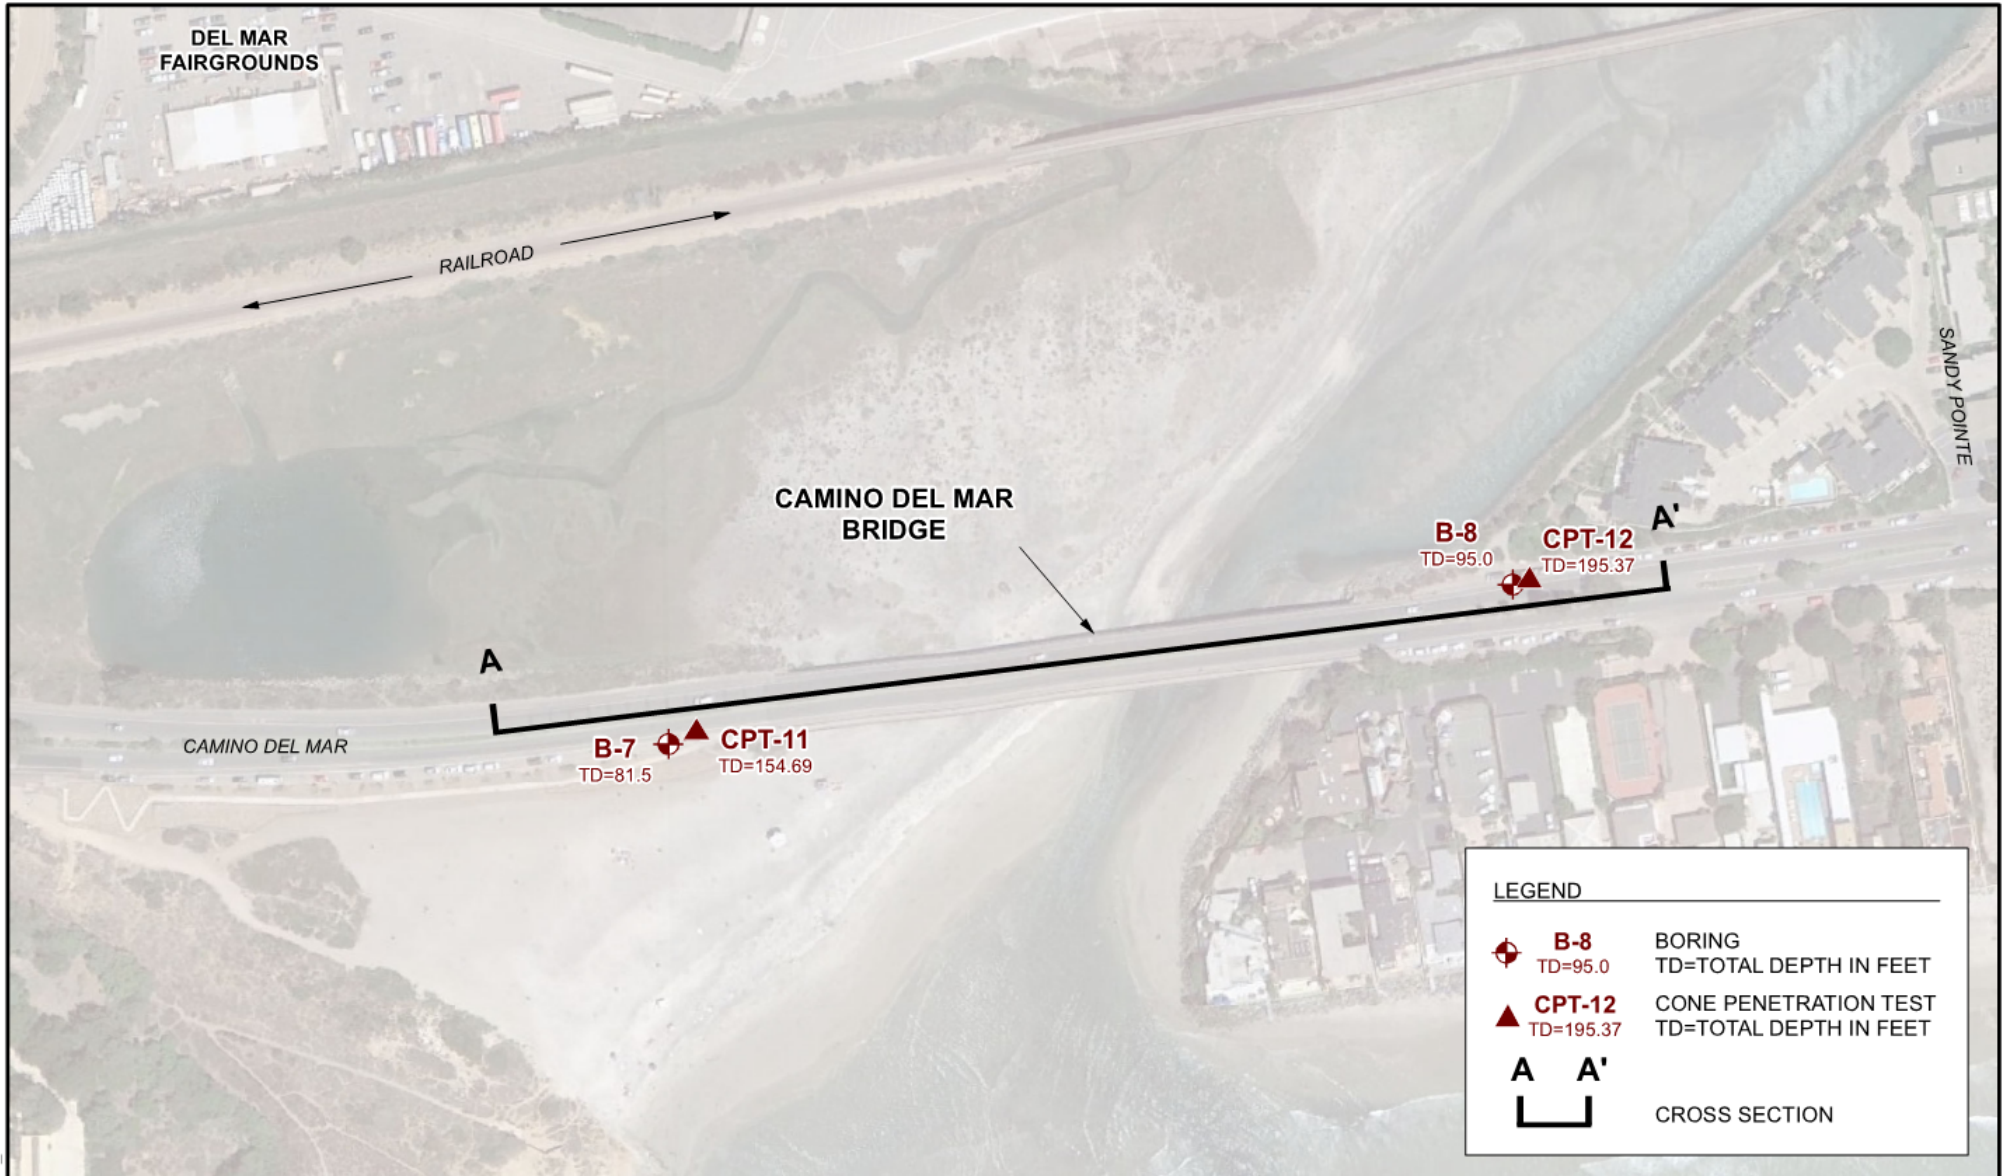 DEL MAR
FAIRGROUNDS
RAILROAD
SANDY POINTE
CAMINO DEL MAR
BRIDGE
B-8
TD=95.0
CPT-12
TD=195.37
A'
A
CAMINO DEL MAR
B-7
TD=81.5
CPT-11
TD=154.69
LEGEND
B-8
TD=95.0
BORING
TD=TOTAL DEPTH IN FEET
CPT-12
TD=195.37
CONE PENETRATION TEST
TD=TOTAL DEPTH IN FEET
A A'
CROSS SECTION